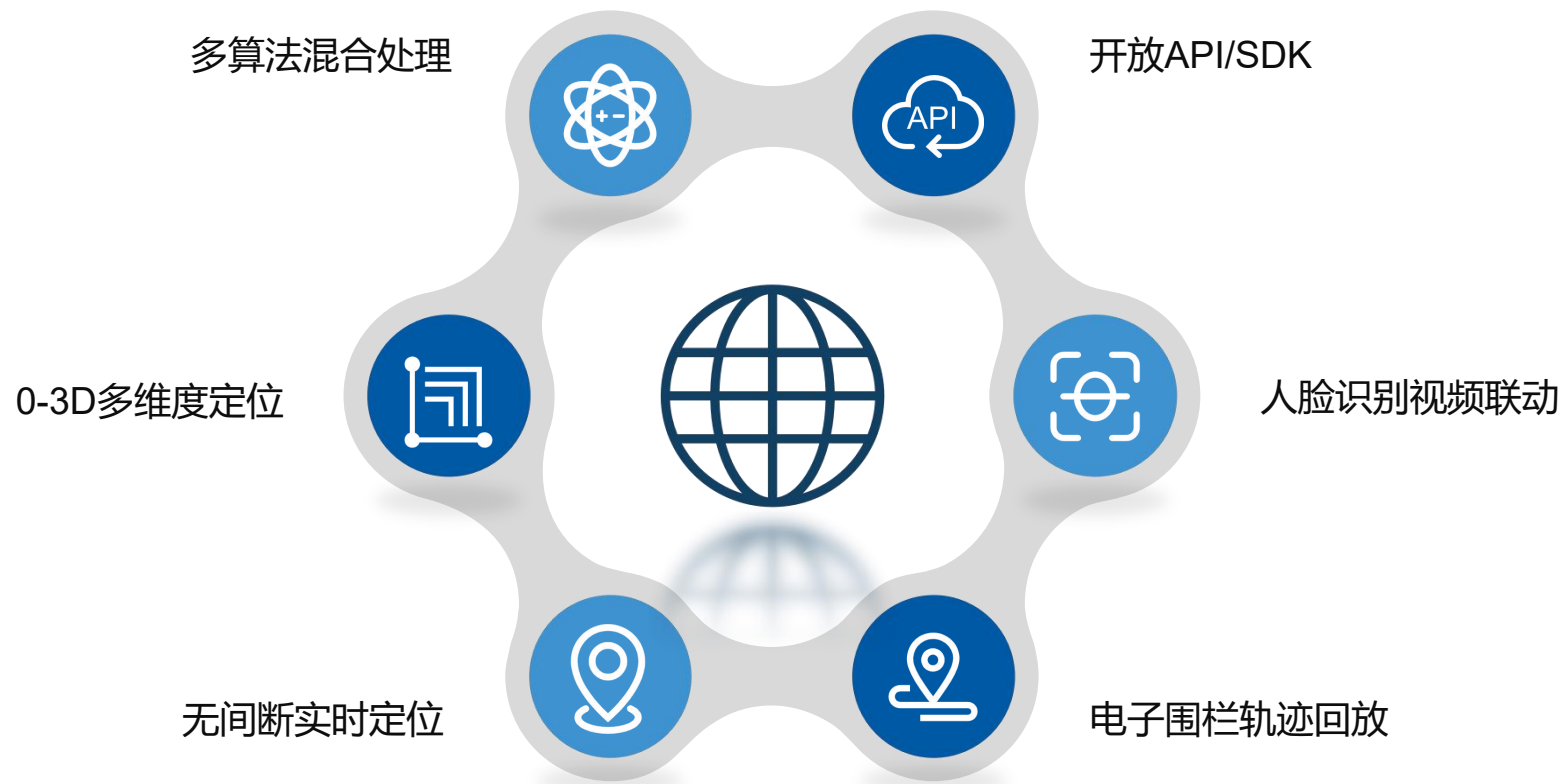 多算法混合处理
开放API/SDK
API
0-3D多维度定位
人脸识别视频联动
无间断实时定位
电子围栏轨迹回放